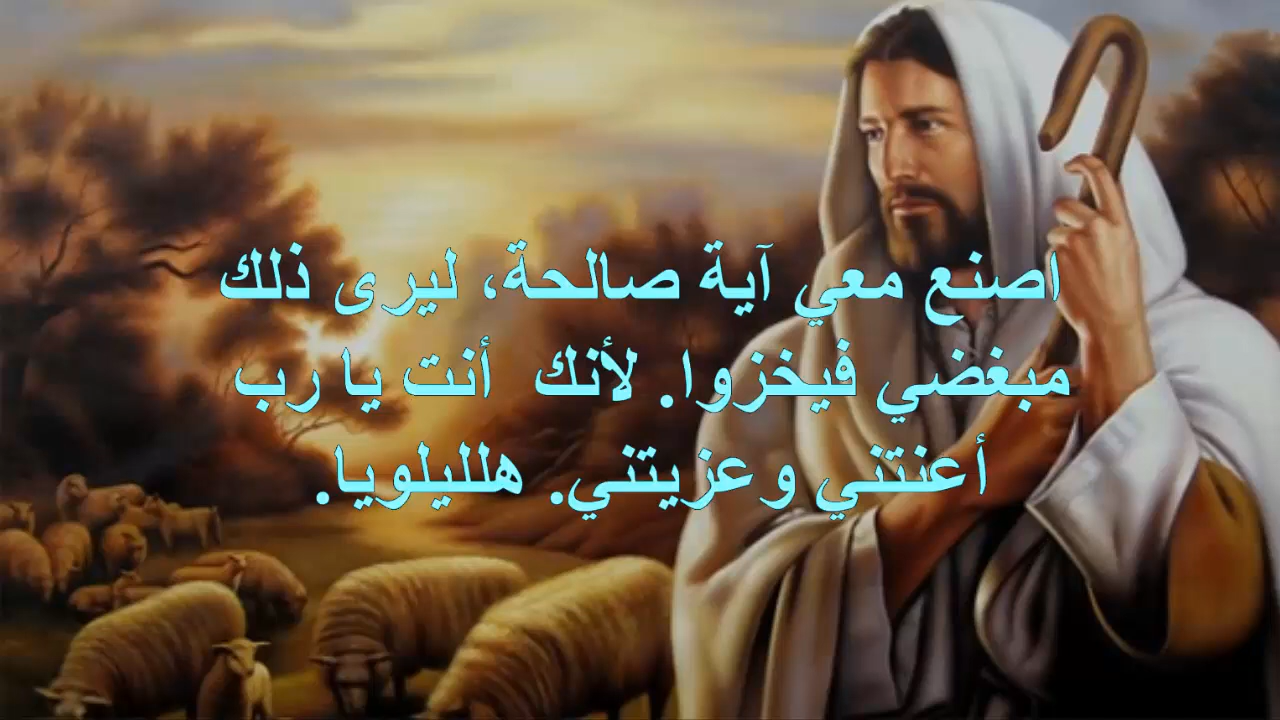 اصنع معي آية صالحة، ليرى ذلك
مبغضي فيخزوا. لأنك أنت يا رب
أعنتني وعزيتني. هلليلويا.